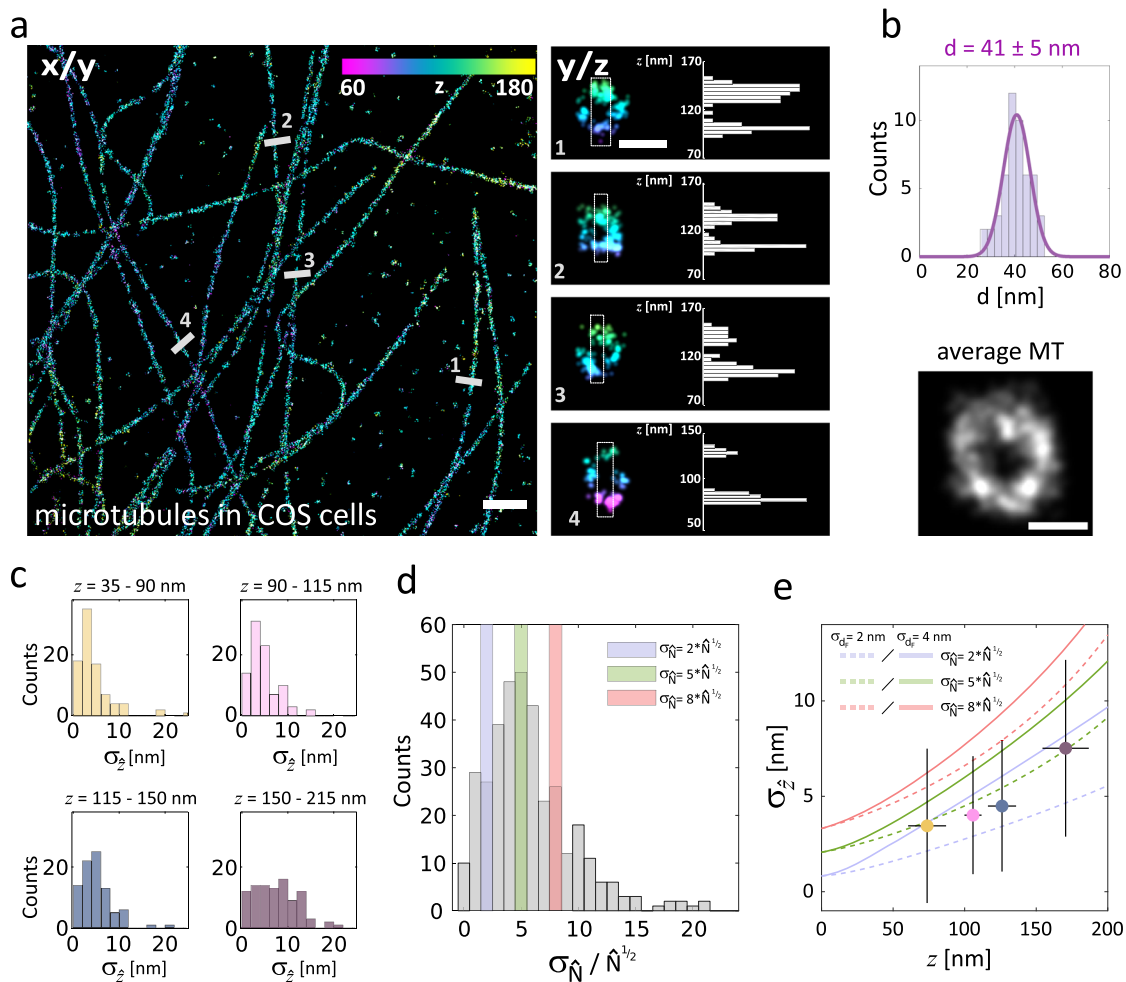 a
x/y
60 z 180
2
3
4
1
microtubules in COS cells
y/z
z [nm]
170
120
70
1
z [nm]
170
120
70
2
z [nm]
170
120
70
3
z [nm]
150
100
50
4
b
d = 41 ± 5 nm
Counts
10
5
0
0 20 40 60 80
d [nm]
average MT
c
z = 35 - 90 nm
Counts
20
0
0 10 20
σẑ [nm]
z = 90 - 115 nm
20
0
0 10 20
σẑ [nm]
z = 115 - 150 nm
Counts
20
0
0 10 20
σẑ [nm]
z = 150 - 215 nm
20
0
0 10 20
σẑ [nm]
d
Counts
60
50
40
30
20
10
0
0 5 10 15 20
σN̂ / N̂^1/2
σN̂ = 2*N̂^1/2
σN̂ = 5*N̂^1/2
σN̂ = 8*N̂^1/2
e
σdF = 2 nm σdF = 4 nm
/ σN̂ = 2*N̂^1/2
/ σN̂ = 5*N̂^1/2
/ σN̂ = 8*N̂^1/2
σẑ [nm]
10
5
0
0 50 100 150 200
z [nm]